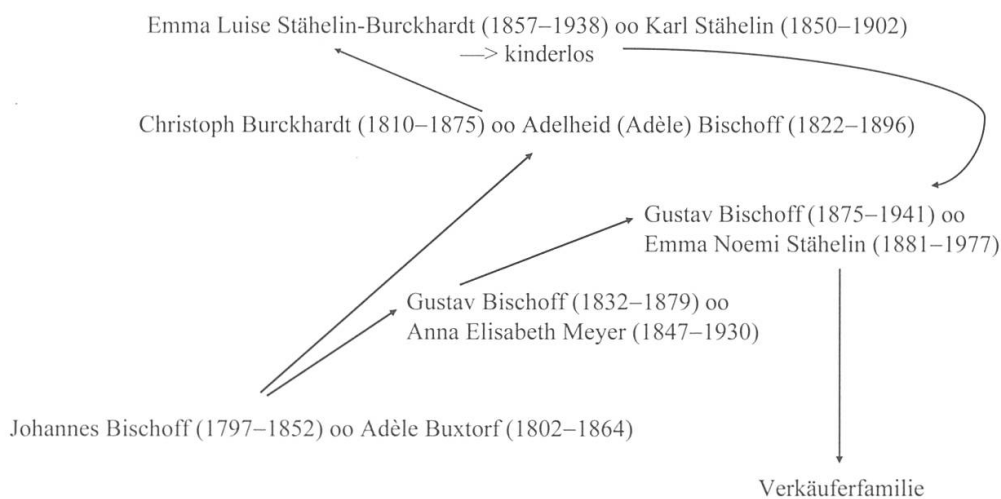 Emma Luise Stähelin-Burckhardt (1857–1938) oo Karl Stähelin (1850–1902)
—> kinderlos
Christoph Burckhardt (1810–1875) oo Adelheid (Adèle) Bischoff (1822–1896)
Gustav Bischoff (1875–1941) oo
Emma Noemi Stähelin (1881–1977)
Gustav Bischoff (1832–1879) oo
Anna Elisabeth Meyer (1847–1930)
Johannes Bischoff (1797–1852) oo Adèle Buxtorf (1802–1864)
Verkäuferfamilie